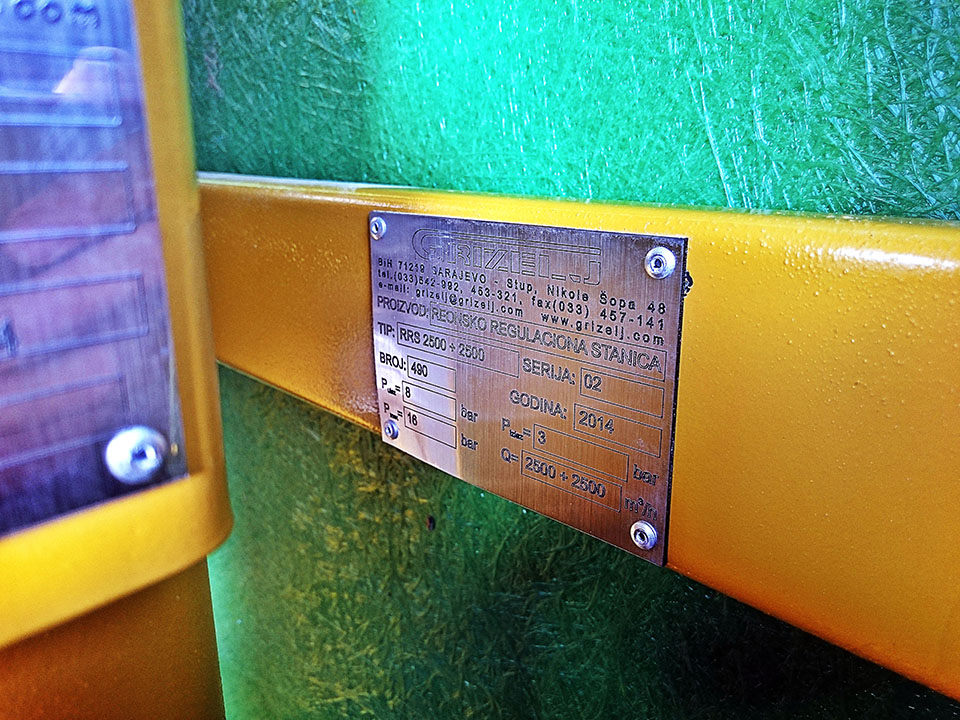 GRIZELJ
BiH 71259 SARAJEVO - Stup, Nikole Šopa 48
tel.(033)542-992, 453-321, fax(033) 457-141
e-mail: grizelj@grizelj.com www.grizelj.com
PROIZVOD: REONSKO REGULACIONA STANICA
TIP: RRS 2500 ÷ 2500 SERIJA: 02
BROJ: 490 GODINA: 2014
P = 8 bar P = 3 bar
P = 16 bar Q= 2500 ÷ 2500 m³/h